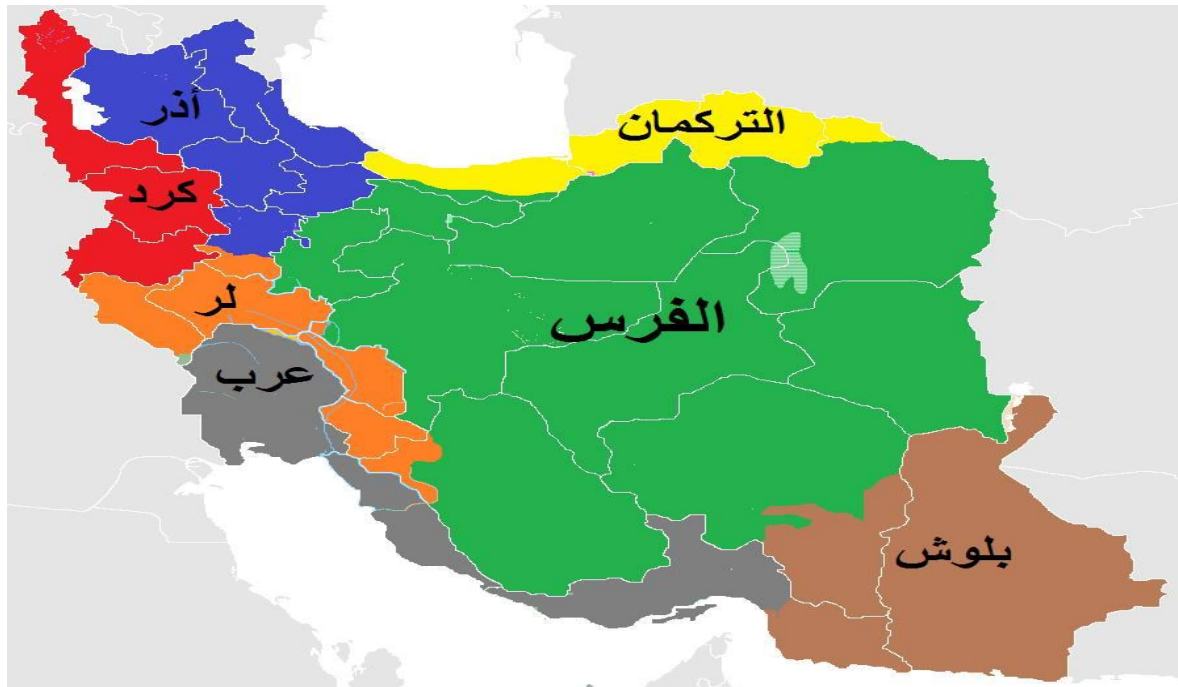 أذر
التركمان
كرد
لر
الفرس
عرب
بلوش